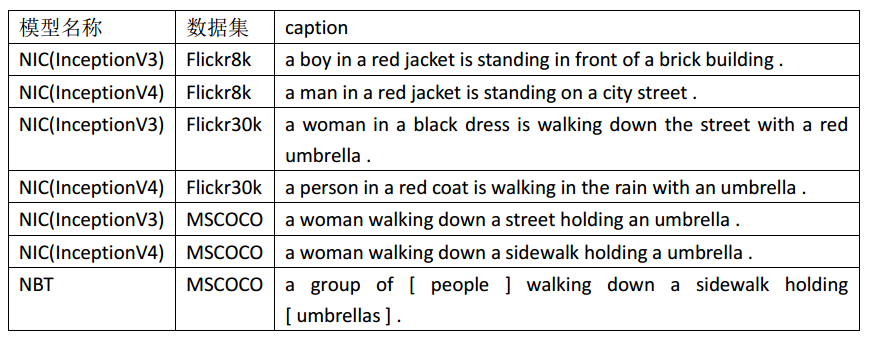 模型名称 数据集 caption
NIC(InceptionV3) Flickr8k a boy in a red jacket is standing in front of a brick building .
NIC(InceptionV4) Flickr8k a man in a red jacket is standing on a city street .
NIC(InceptionV3) Flickr30k a woman in a black dress is walking down the street with a red
umbrella .
NIC(InceptionV4) Flickr30k a person in a red coat is walking in the rain with an umbrella .
NIC(InceptionV3) MSCOCO a woman walking down a street holding an umbrella .
NIC(InceptionV4) MSCOCO a woman walking down a sidewalk holding a umbrella .
NBT MSCOCO a group of [ people ] walking down a sidewalk holding
[ umbrellas ] .